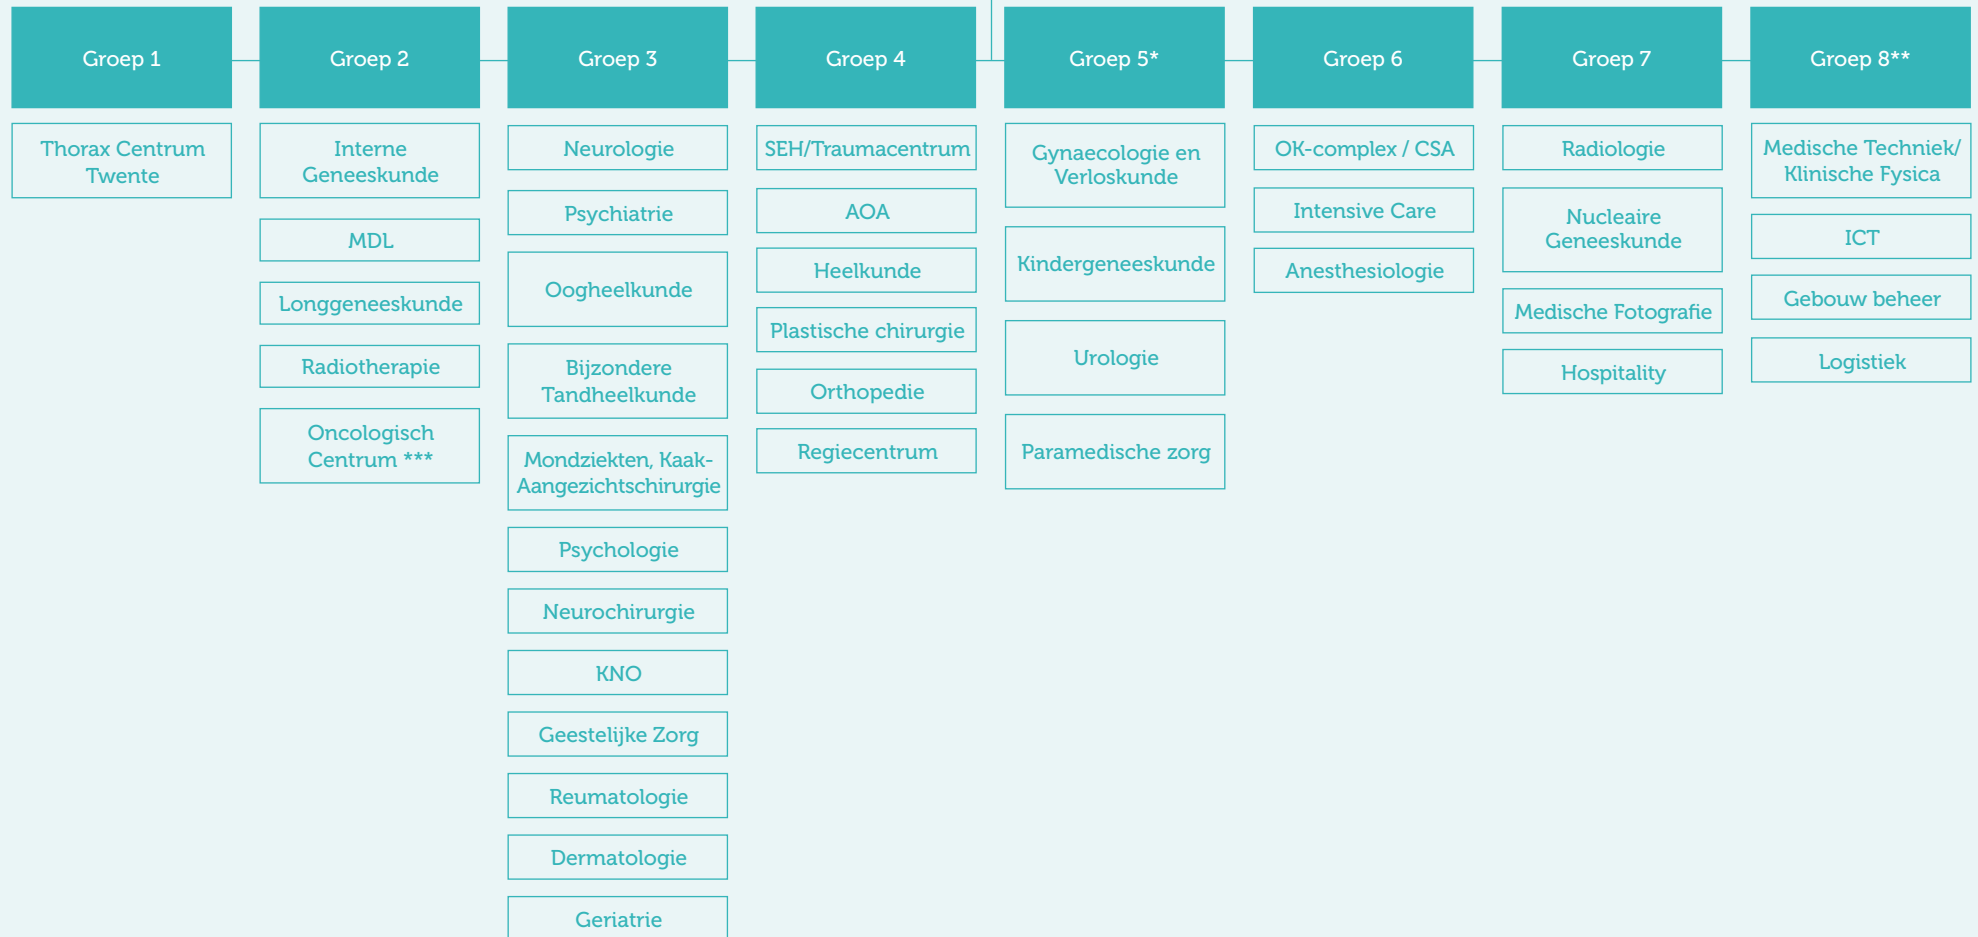 Groep 1
Thorax Centrum
Twente
Groep 2
Interne
Geneeskunde
MDL
Longgeneeskunde
Radiotherapie
Oncologisch
Centrum ***
Groep 3
Neurologie
Psychiatrie
Oogheelkunde
Bijzondere
Tandheelkunde
Mondziekten, Kaak-
Aangezichtschirurgie
Psychologie
Neurochirurgie
KNO
Geestelijke Zorg
Reumatologie
Dermatologie
Geriatrie
Groep 4
SEH/Traumacentrum
AOA
Heelkunde
Plastische chirurgie
Orthopedie
Regiecentrum
Groep 5*
Gynaecologie en
Verloskunde
Kindergeneeskunde
Urologie
Paramedische zorg
Groep 6
OK-complex / CSA
Intensive Care
Anesthesiologie
Groep 7
Radiologie
Nucleaire
Geneeskunde
Medische Fotografie
Hospitality
Groep 8**
Medische Techniek/
Klinische Fysica
ICT
Gebouw beheer
Logistiek